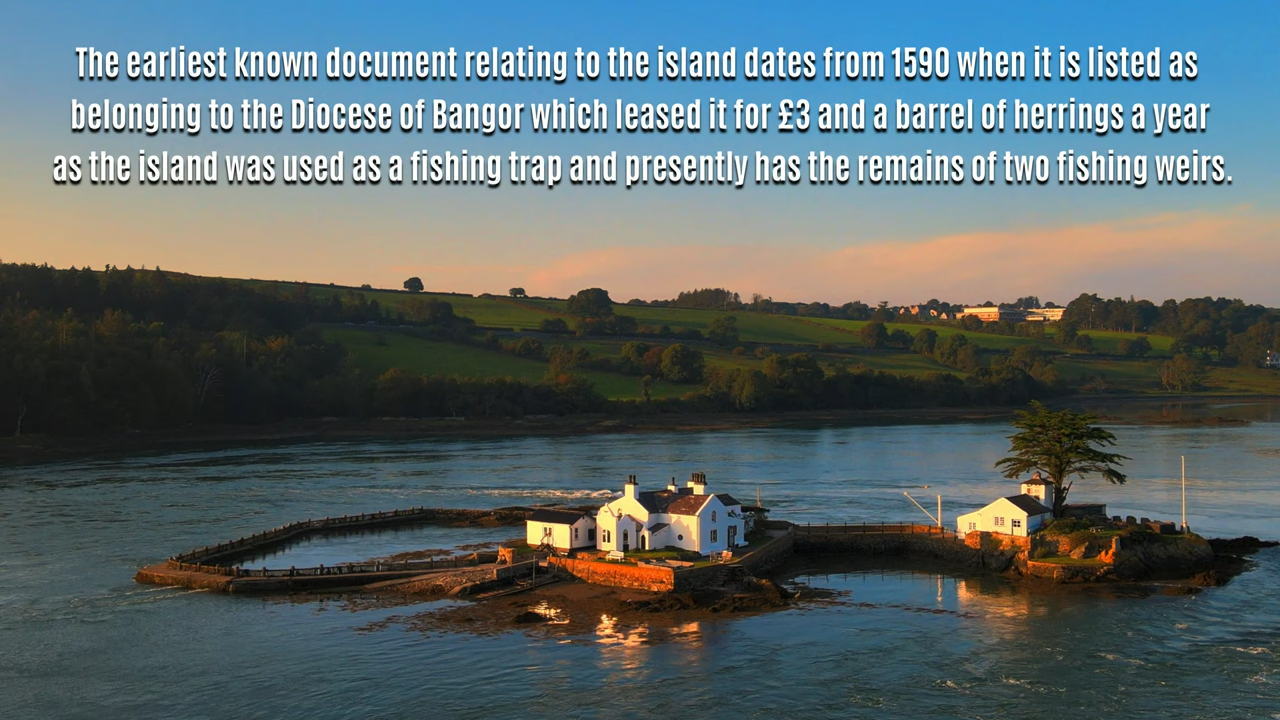 The earliest known document relating to the island dates from 1590 when it is listed as
belonging to the Diocese of Bangor which leased it for £3 and a barrel of herrings a year
as the island was used as a fishing trap and presently has the remains of two fishing weirs.